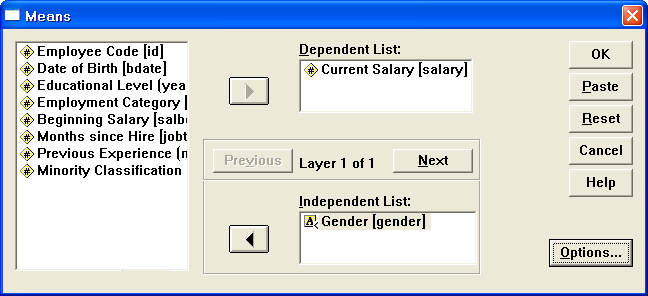 Means
Employee Code [id]
Date of Birth [bdate]
Educational Level (yea
Employment Category [
Beginning Salary [salb
Months since Hire [jobt
Previous Experience (n
Minority Classification
Dependent List:
Current Salary [salary]
Previous
Layer 1 of 1
Next
Independent List:
Gender [gender]
OK
Paste
Reset
Cancel
Help
Options...